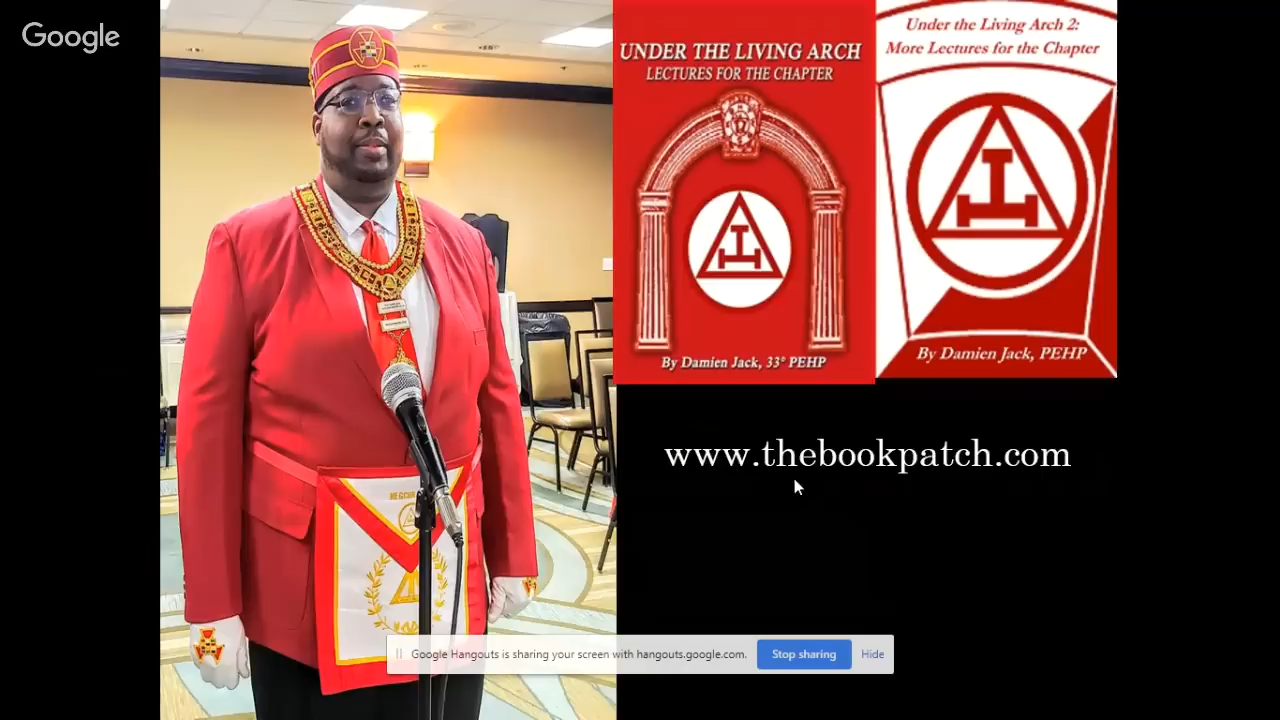 Google
UNDER THE LIVING ARCH
LECTURES FOR THE CHAPTER
By Damien Jack, 33° PEHP
Under the Living Arch 2:
More Lectures for the Chapter
By Damien Jack, PEHP
www.thebookpatch.com
Google Hangouts is sharing your screen with hangouts.google.com.
Stop sharing
Hide